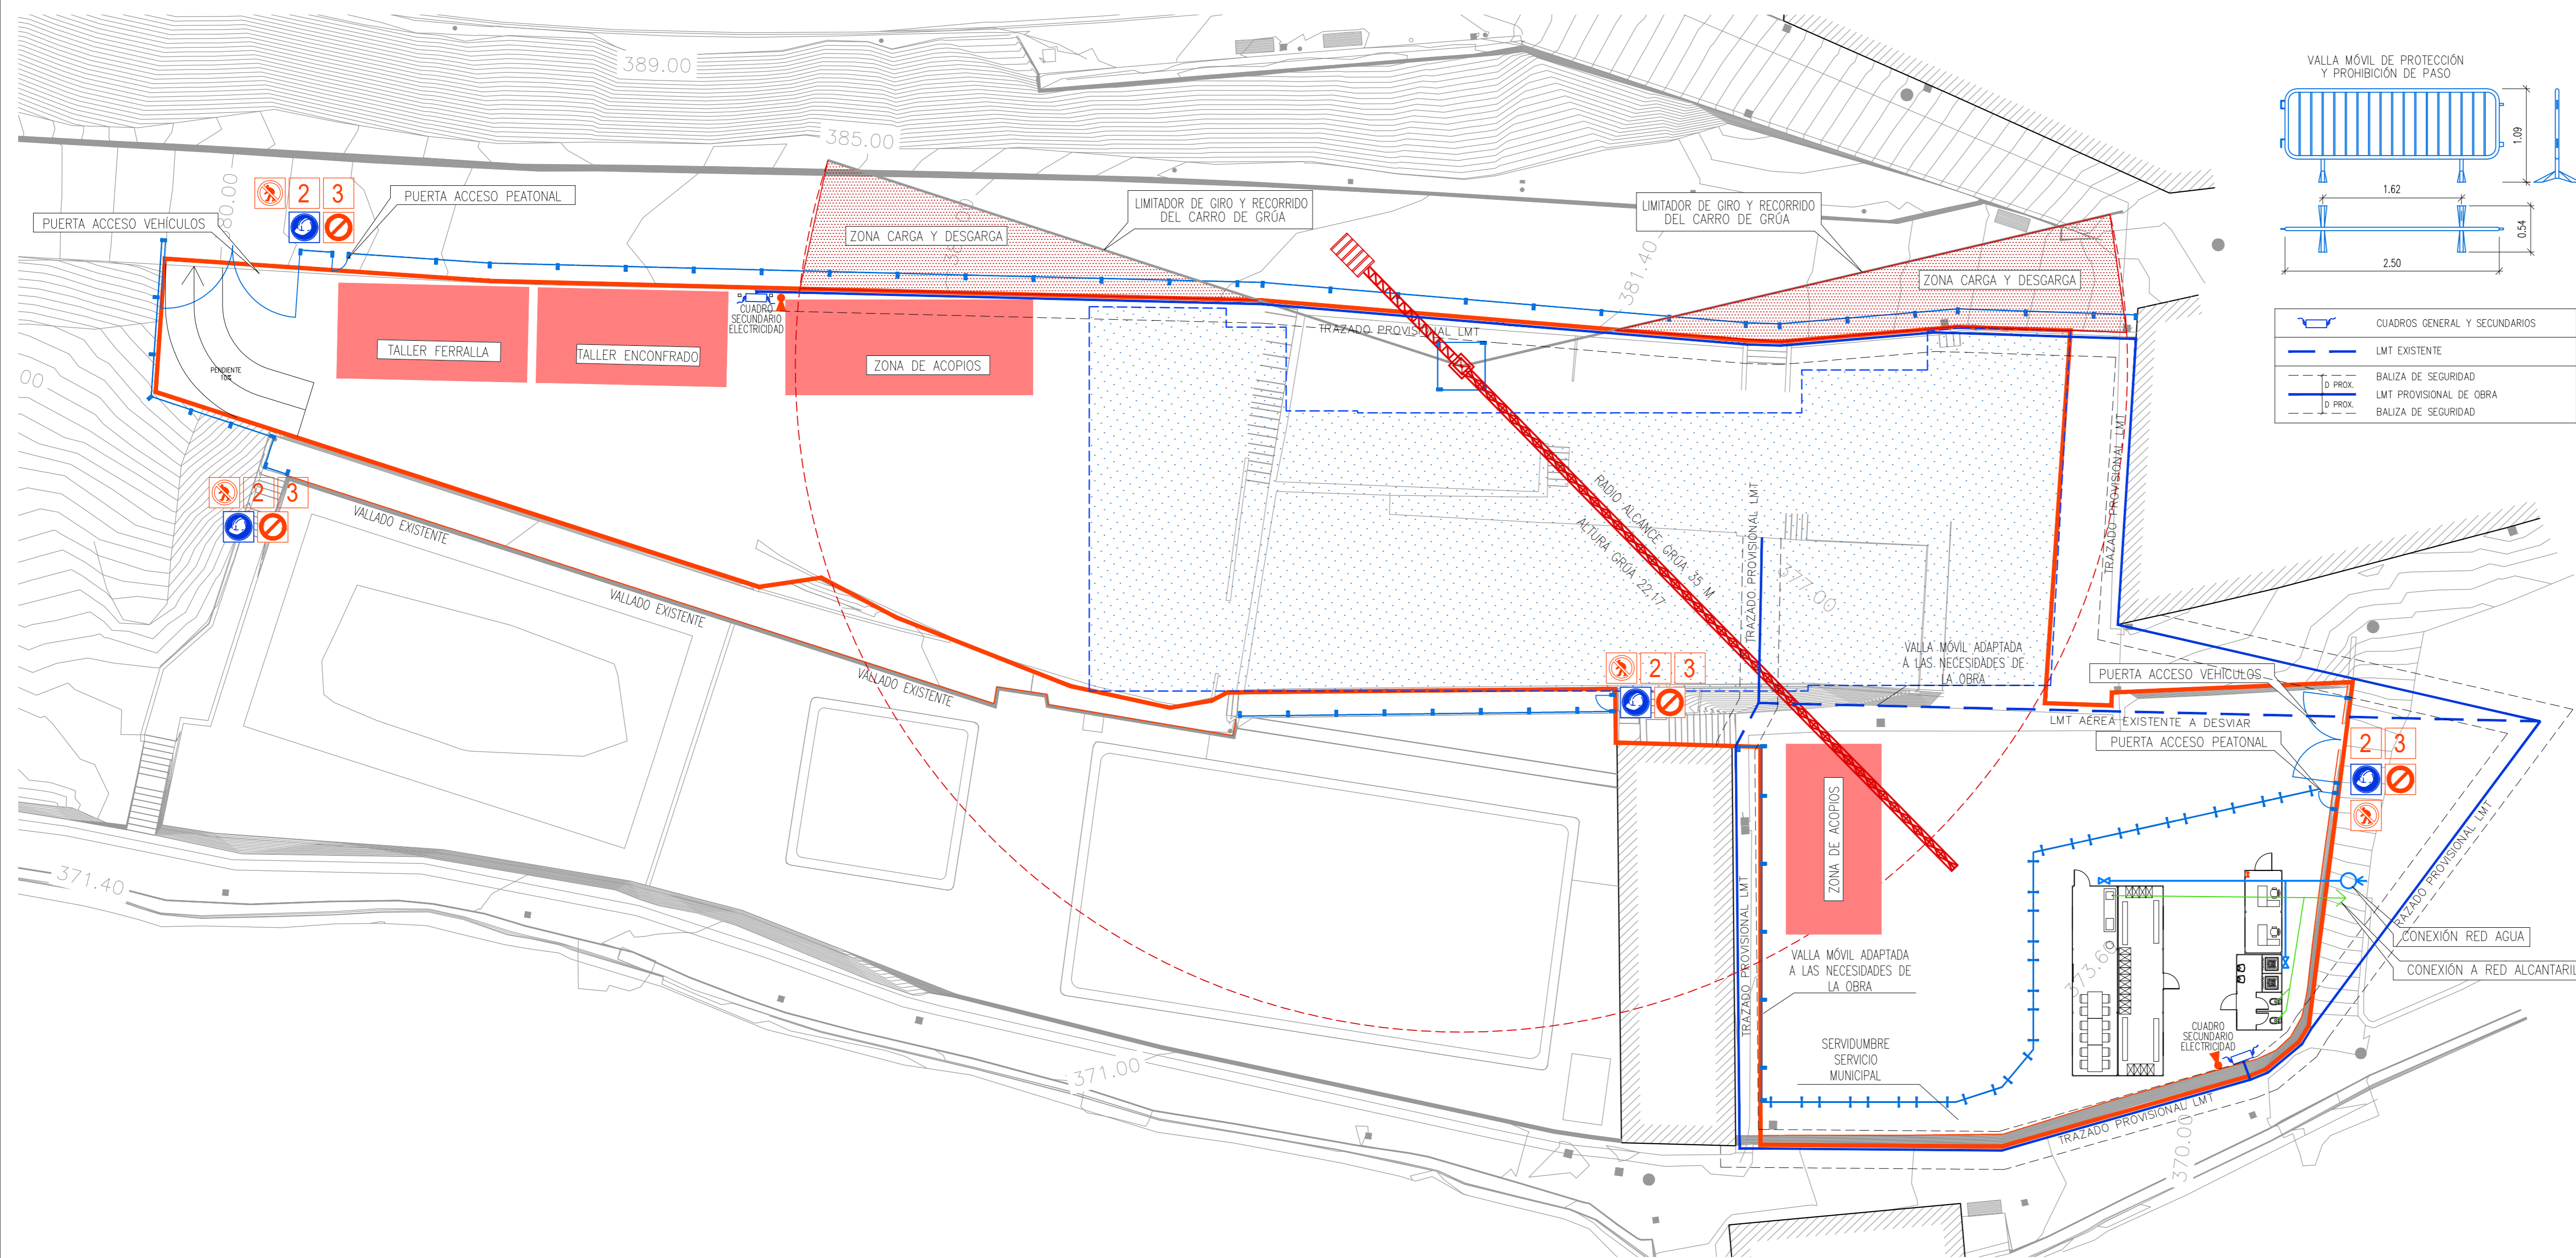 389.00
385.00
380.00
2 3
PUERTA ACCESO PEATONAL
PUERTA ACCESO VEHÍCULOS
ZONA CARGA Y DESGARGA
LIMITADOR DE GIRO Y RECORRIDO
DEL CARRO DE GRÚA
LIMITADOR DE GIRO Y RECORRIDO
DEL CARRO DE GRÚA
381.40
ZONA CARGA Y DESGARGA
VALLA MÓVIL DE PROTECCIÓN
Y PROHIBICIÓN DE PASO
1.09
1.62
0.54
2.50
CUADROS GENERAL Y SECUNDARIOS
LMT EXISTENTE
BALIZA DE SEGURIDAD
D PROX.
LMT PROVISIONAL DE OBRA
D PROX.
BALIZA DE SEGURIDAD
CUADRO
SECUNDARIO
ELECTRICIDAD
TALLER FERRALLA
TALLER ENCONFRADO
ZONA DE ACOPIOS
TRAZADO PROVISIONAL LMT
PENDIENTE
10%
00
2 3
VALLADO EXISTENTE
VALLADO EXISTENTE
VALLADO EXISTENTE
RADIO ALCANCE GRÚA 35 M
ALTURA GRÚA 22,17
TRAZADO PROVISIONAL LMT
377.00
TRAZADO PROVISIONAL LMT
2 3
VALLA MÓVIL ADAPTADA
A LAS NECESIDADES DE
LA OBRA
PUERTA ACCESO VEHÍCULOS
LMT AÉREA EXISTENTE A DESVIAR
PUERTA ACCESO PEATONAL
2 3
ZONA DE ACOPIOS
TRAZADO PROVISIONAL LMT
VALLA MÓVIL ADAPTADA
A LAS NECESIDADES DE
LA OBRA
SERVIDUMBRE
SERVICIO
MUNICIPAL
373.60
CUADRO
SECUNDARIO
ELECTRICIDAD
TRAZADO PROVISIONAL LMT
CONEXIÓN RED AGUA
CONEXIÓN A RED ALCANTARIL
TRAZADO PROVISIONAL LMT
371.40
371.00
370.00